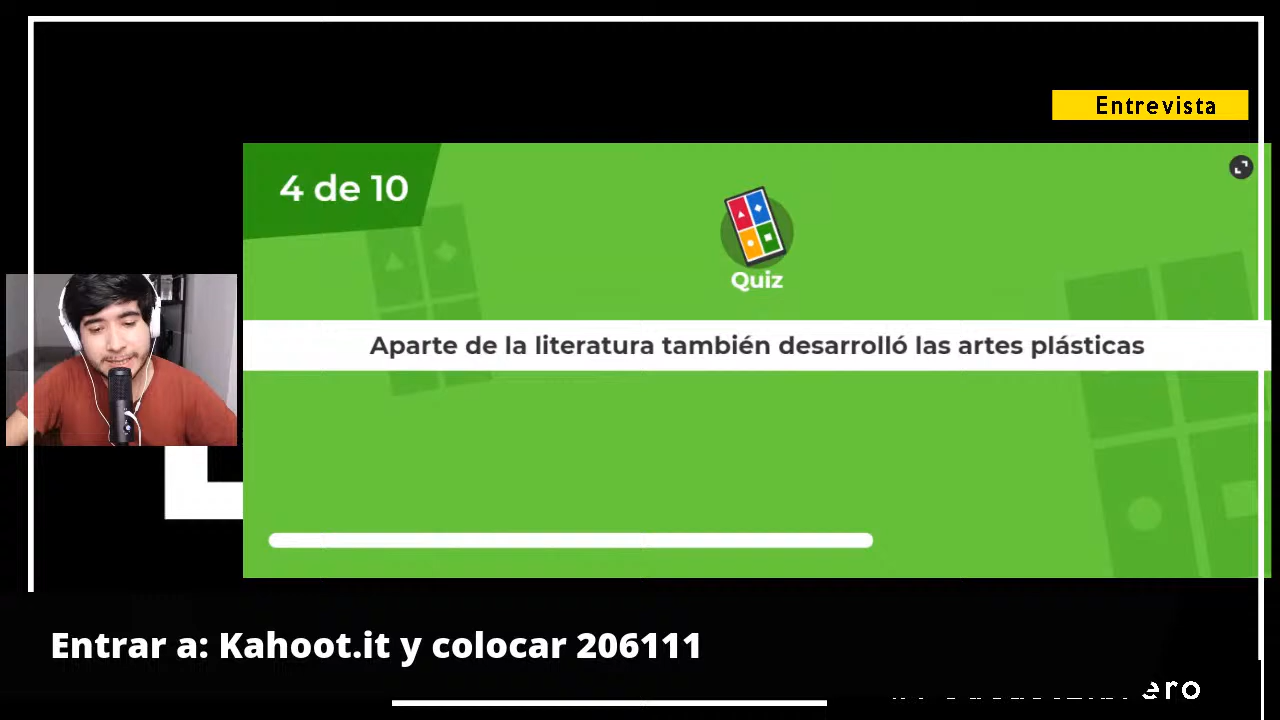 Entrevista
4 de 10
Quiz
Aparte de la literatura también desarrolló las artes plásticas
Entrar a: Kahoot.it y colocar 206111